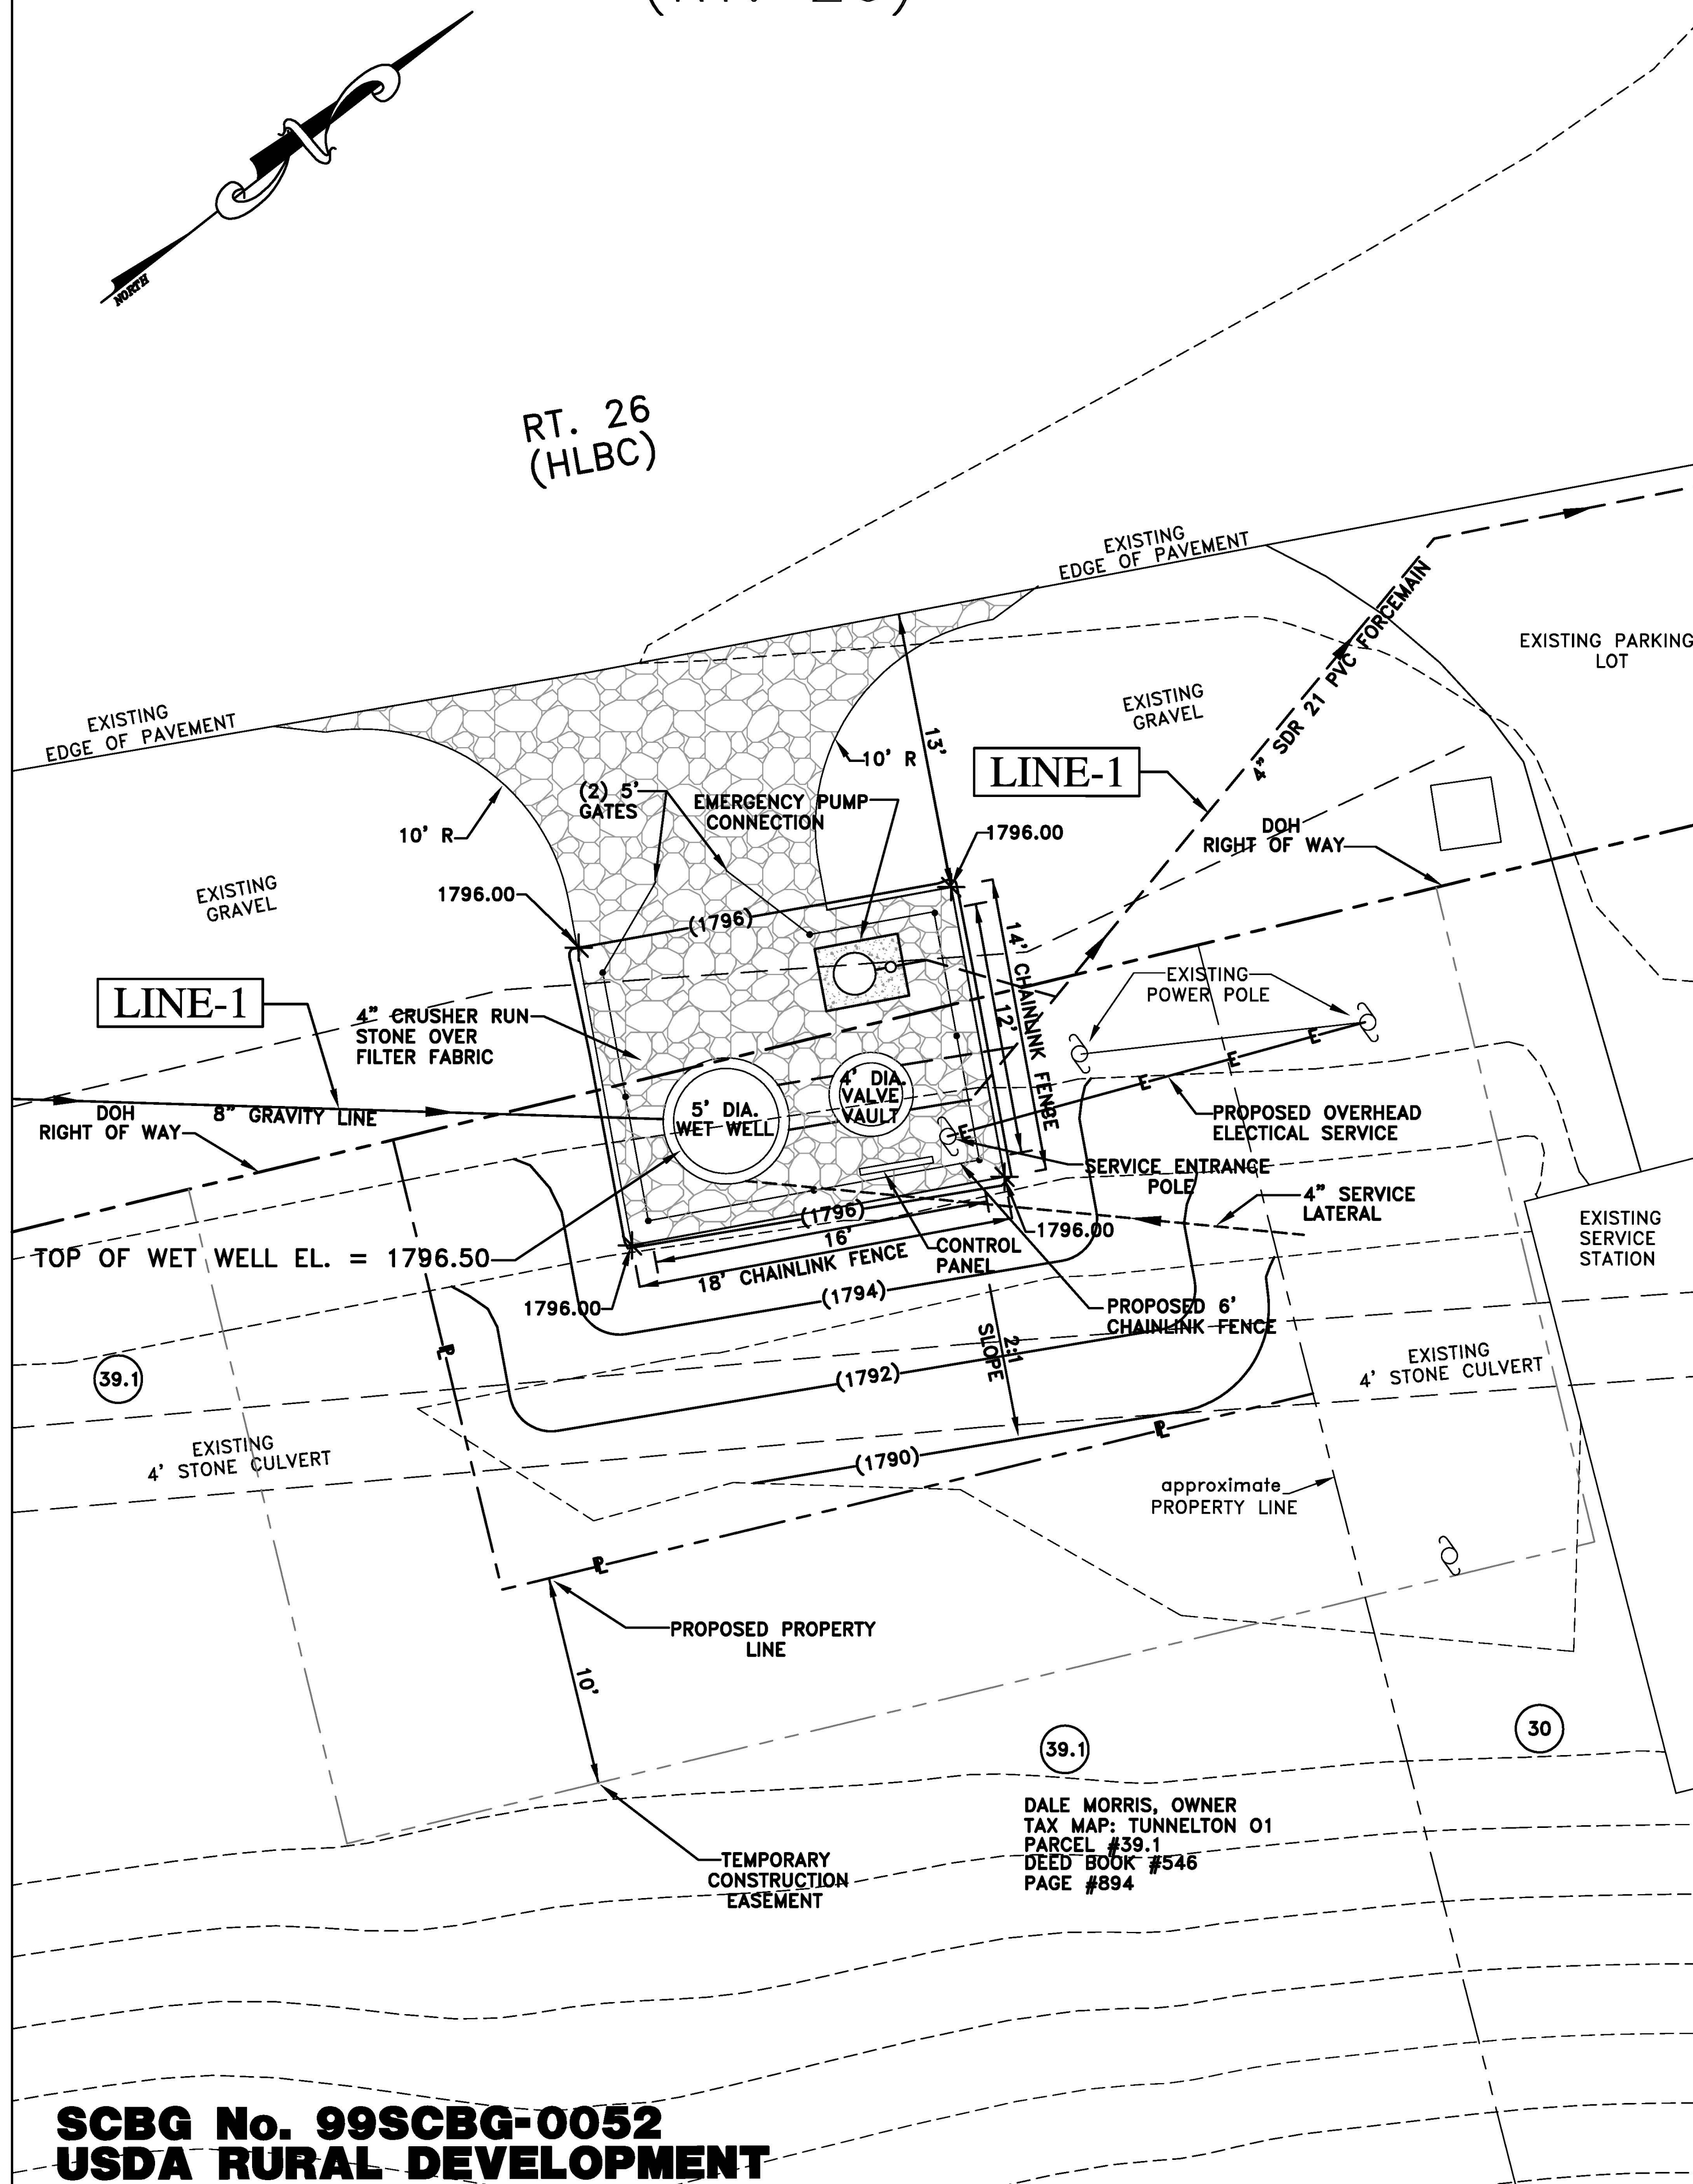 NORTH
RT. 26
(HLBC)
EXISTING
EDGE OF PAVEMENT
EXISTING
EDGE OF PAVEMENT
4" SDR 21 PVC FORCEMAIN
EXISTING PARKING
LOT
EXISTING
GRAVEL
13'
10' R
LINE-1
(2) 5'
GATES
EMERGENCY PUMP
CONNECTION
10' R
1796.00
DOH
RIGHT OF WAY
EXISTING
GRAVEL
1796.00
(1796)
14' CHAINLINK FENBE
12'
EXISTING
POWER POLE
LINE-1
4" CRUSHER RUN
STONE OVER
FILTER FABRIC
4' DIA.
VALVE
VAULT
5' DIA.
WET WELL
E
E
E
E
DOH
RIGHT OF WAY
8" GRAVITY LINE
PROPOSED OVERHEAD
ELECTICAL SERVICE
SERVICE ENTRANCE
POLE
4" SERVICE
LATERAL
(1796)
16'
18' CHAINLINK FENCE
1796.00
CONTROL
PANEL
EXISTING
SERVICE
STATION
TOP OF WET WELL EL. = 1796.50
1796.00
(1794)
PROPOSED 6'
CHAINLINK FENCE
2:1
SLOPE
PL
39.1
(1792)
EXISTING
4' STONE CULVERT
EXISTING
4' STONE CULVERT
PL
(1790)
approximate
PROPERTY LINE
PL
PROPOSED PROPERTY
LINE
10'
39.1
30
DALE MORRIS, OWNER
TAX MAP: TUNNELTON 01
PARCEL #39.1
DEED BOOK #546
PAGE #894
TEMPORARY
CONSTRUCTION
EASEMENT
SCBG No. 99SCBG-0052
USDA RURAL DEVELOPMENT